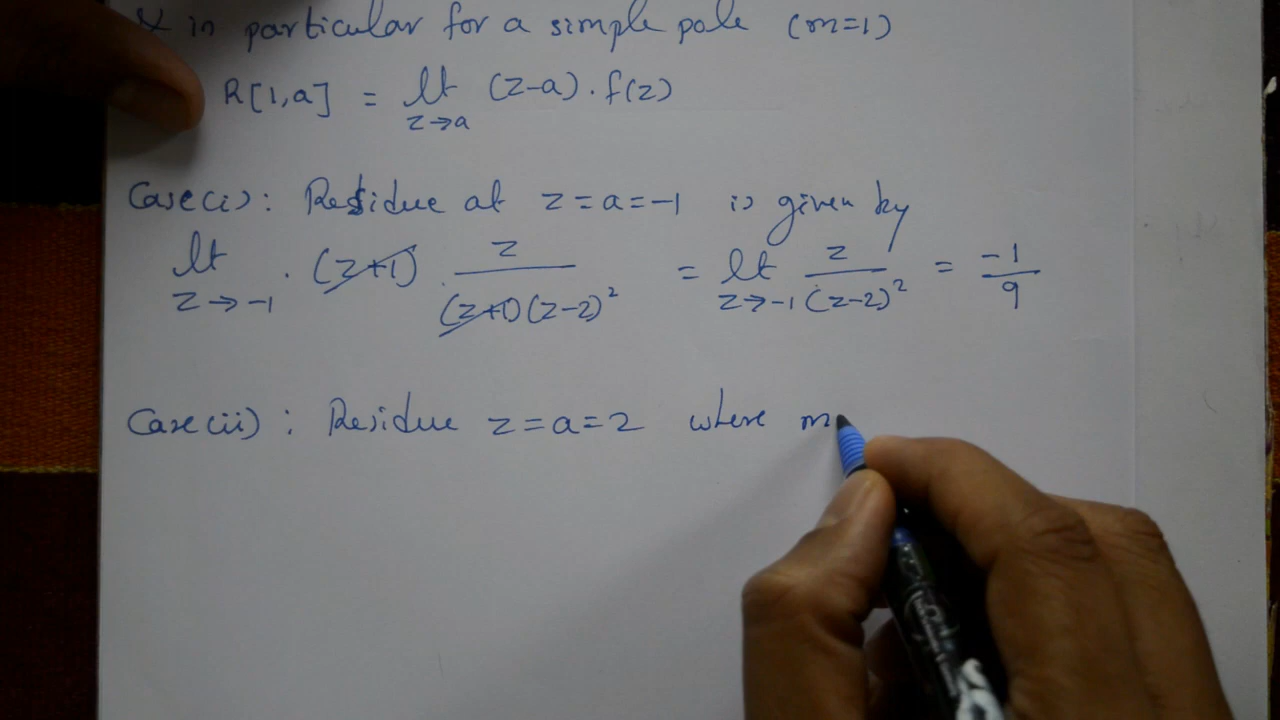 & in particular for a simple pole (m=1)
R[1,a] = lt (z-a).f(z)
z→a
Case(i): Residue at z=a=-1 is given by
lt . (z+1) . z/((z+1)(z-2)²) = lt z/(z-2)² = -1/9
z→-1 z→-1
Case(ii): Residue z=a=2 where m